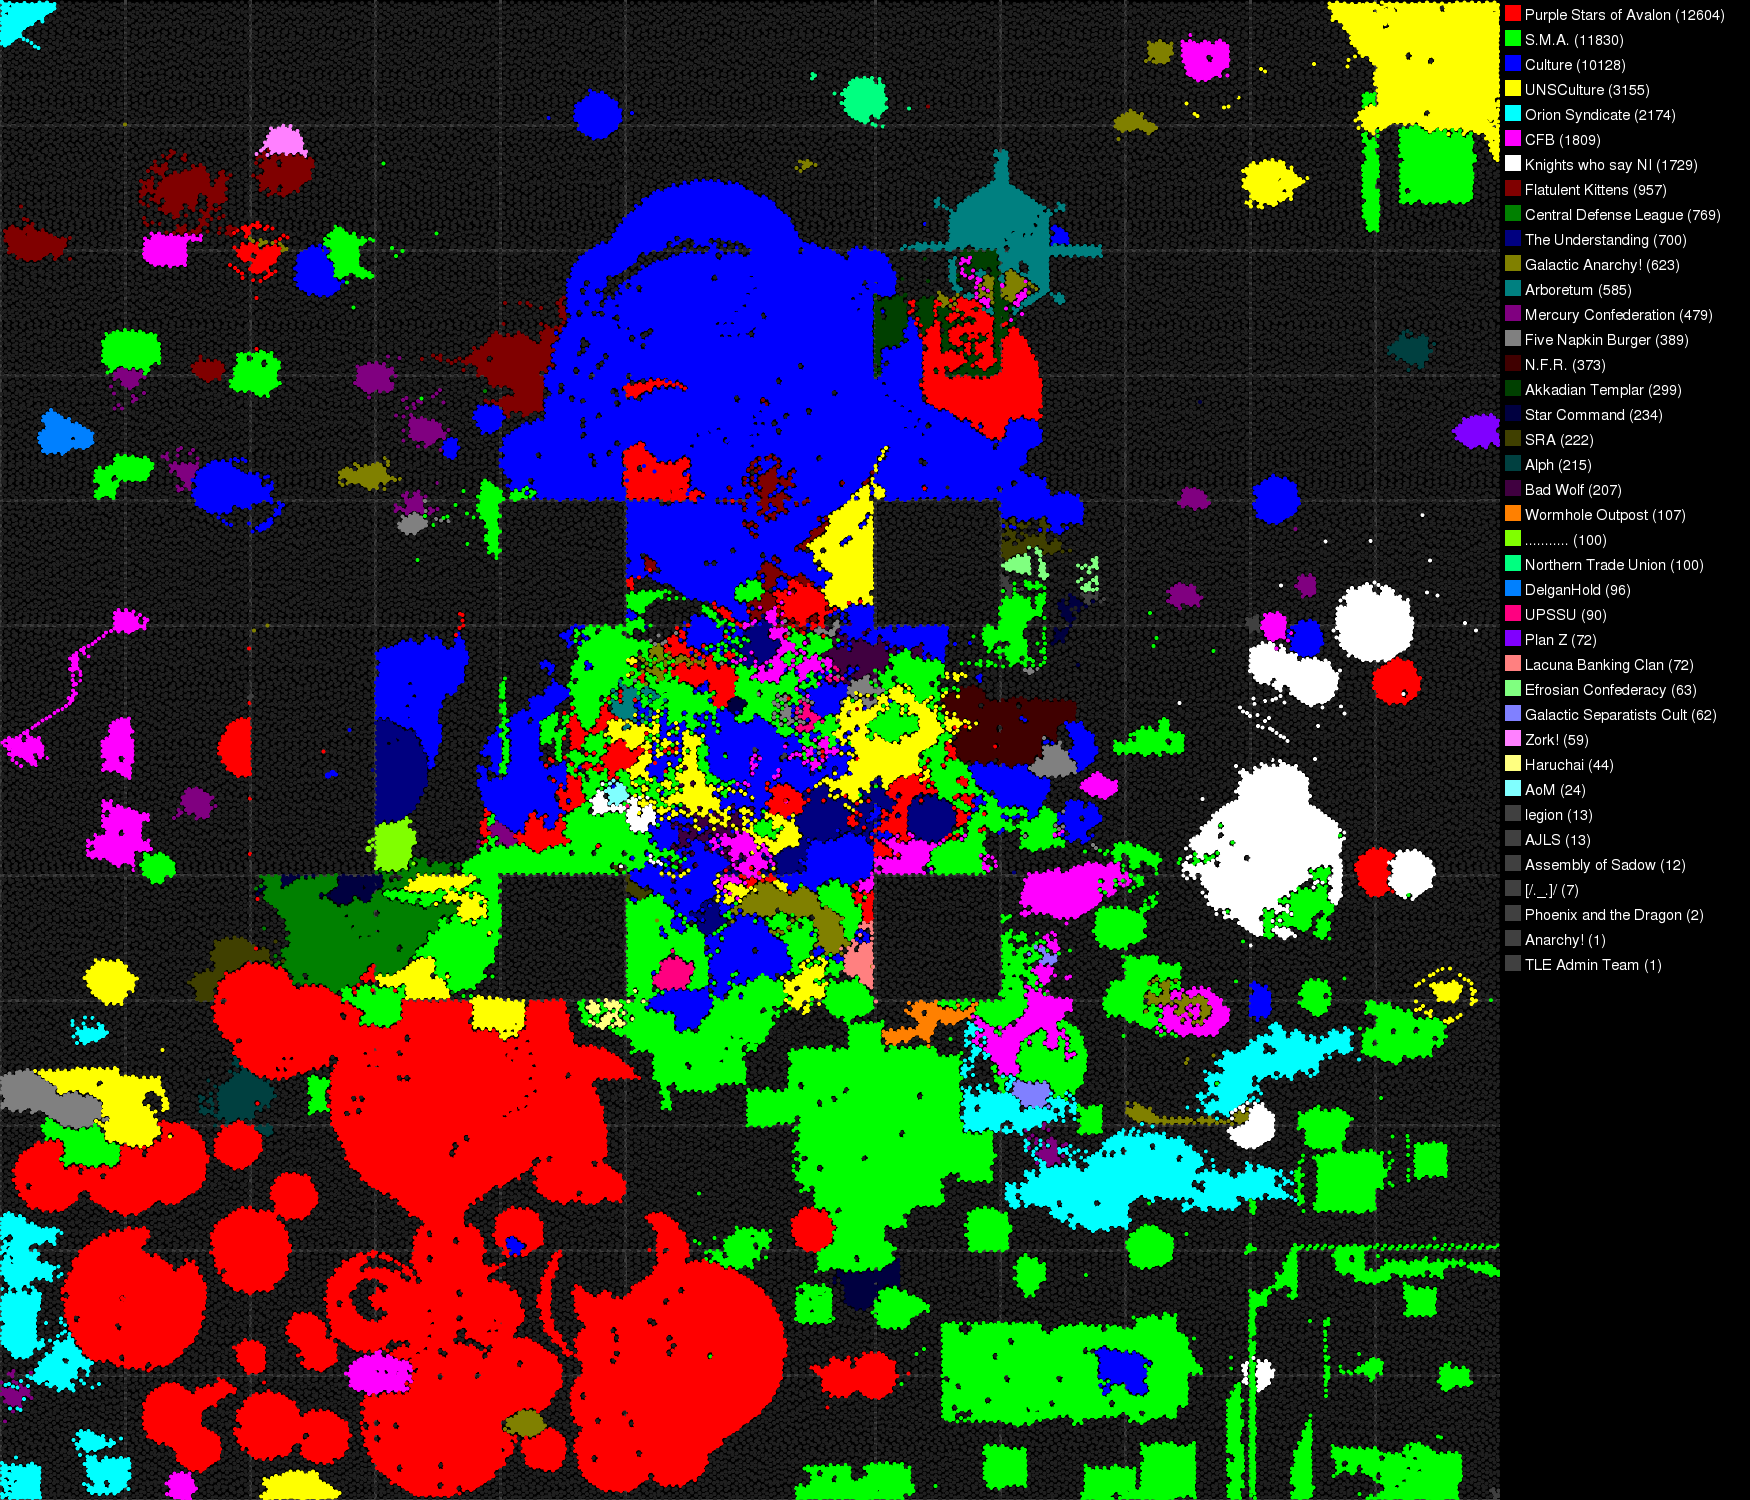 Purple Stars of Avalon (12604)
S.M.A. (11830)
Culture (10128)
UNSCulture (3155)
Orion Syndicate (2174)
CFB (1809)
Knights who say NI (1729)
Flatulent Kittens (957)
Central Defense League (769)
The Understanding (700)
Galactic Anarchy! (623)
Arboretum (585)
Mercury Confederation (479)
Five Napkin Burger (389)
N.F.R. (373)
Akkadian Templar (299)
Star Command (234)
SRA (222)
Alph (215)
Bad Wolf (207)
Wormhole Outpost (107)
........... (100)
Northern Trade Union (100)
DelganHold (96)
UPSSU (90)
Plan Z (72)
Lacuna Banking Clan (72)
Efrosian Confederacy (63)
Galactic Separatists Cult (62)
Zork! (59)
Haruchai (44)
AoM (24)
legion (13)
AJLS (13)
Assembly of Sadow (12)
[/._.]/ (7)
Phoenix and the Dragon (2)
Anarchy! (1)
TLE Admin Team (1)